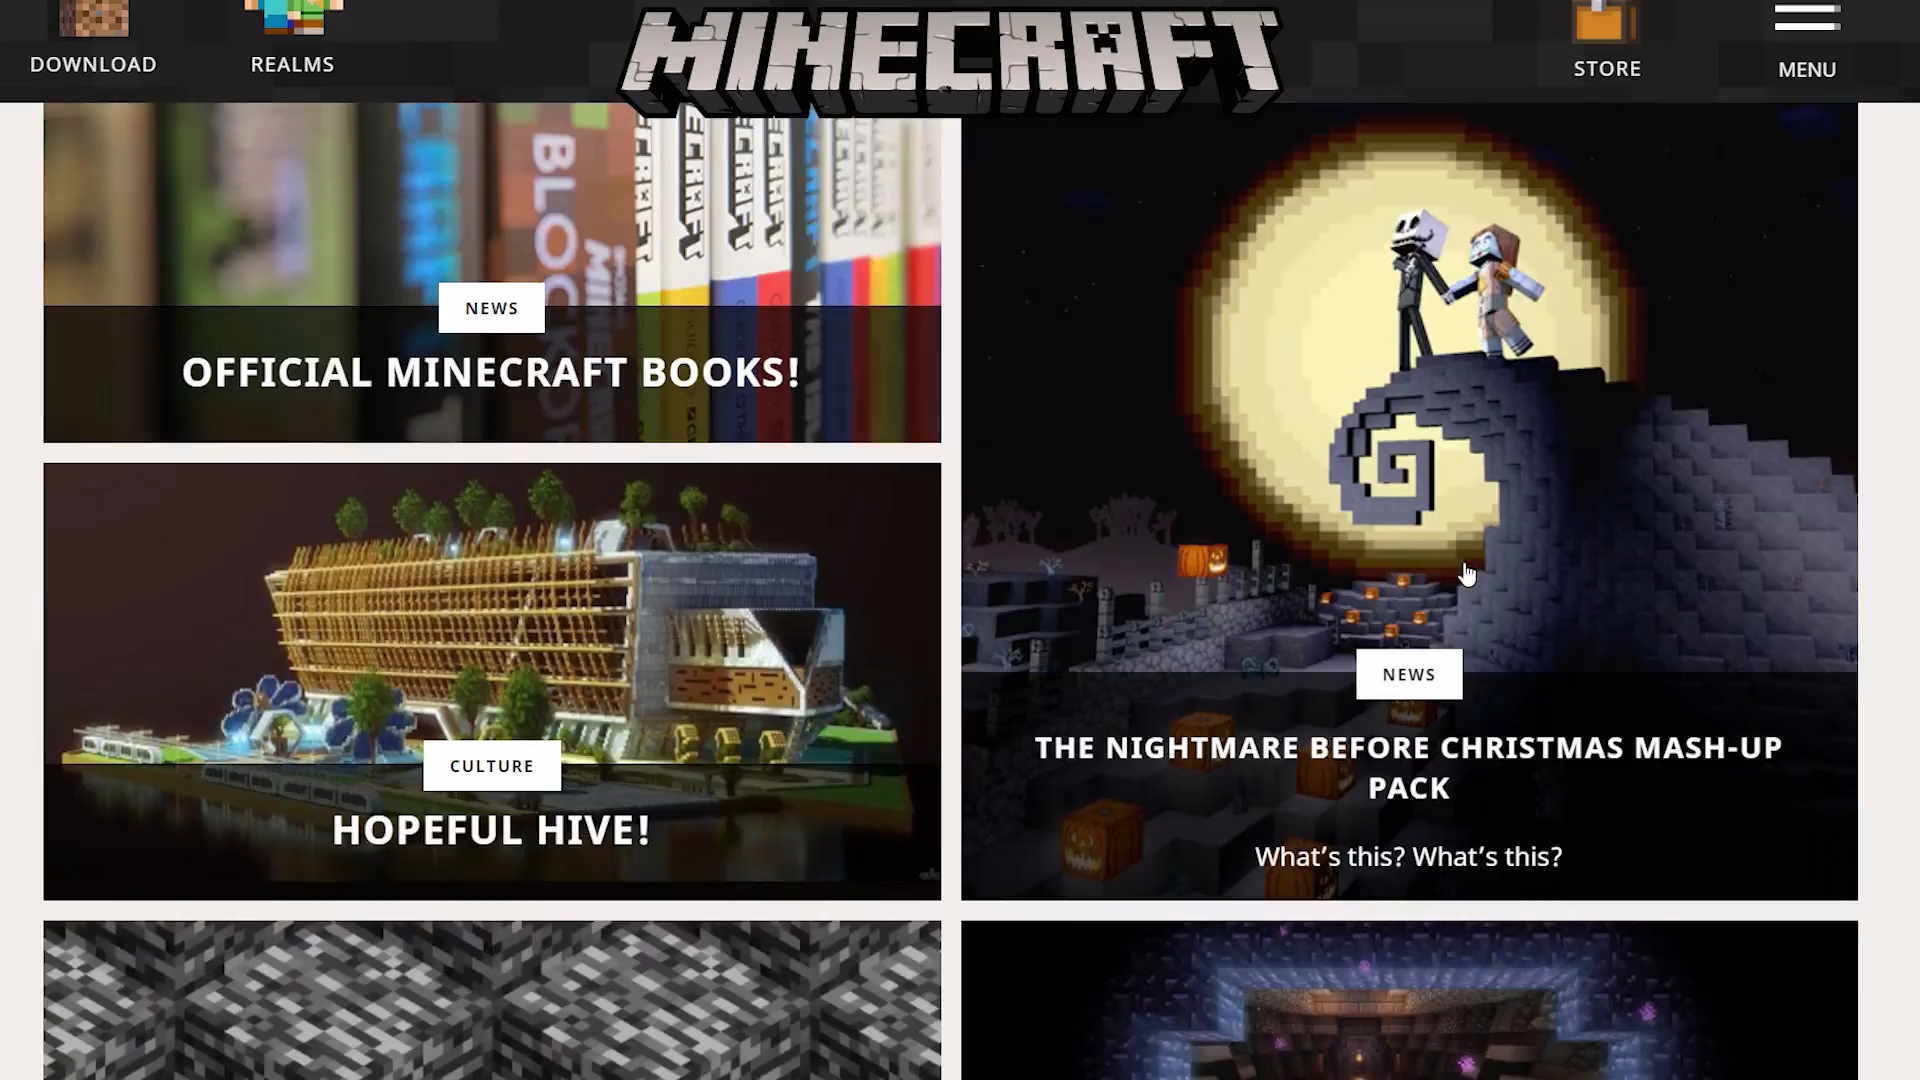 DOWNLOAD
REALMS
MINECRAFT
STORE
MENU
BLOCK
NEWS
OFFICIAL MINECRAFT BOOKS!
CULTURE
HOPEFUL HIVE!
NEWS
THE NIGHTMARE BEFORE CHRISTMAS MASH-UP
PACK
What's this? What's this?